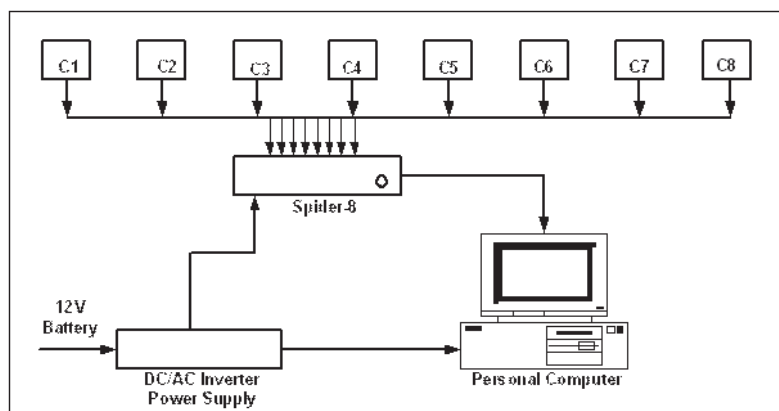 C1 C2 C3 C4 C5 C6 C7 C8
Spider-8
12V
Battery
DC/AC Inverter
Power Supply
Personal Computer